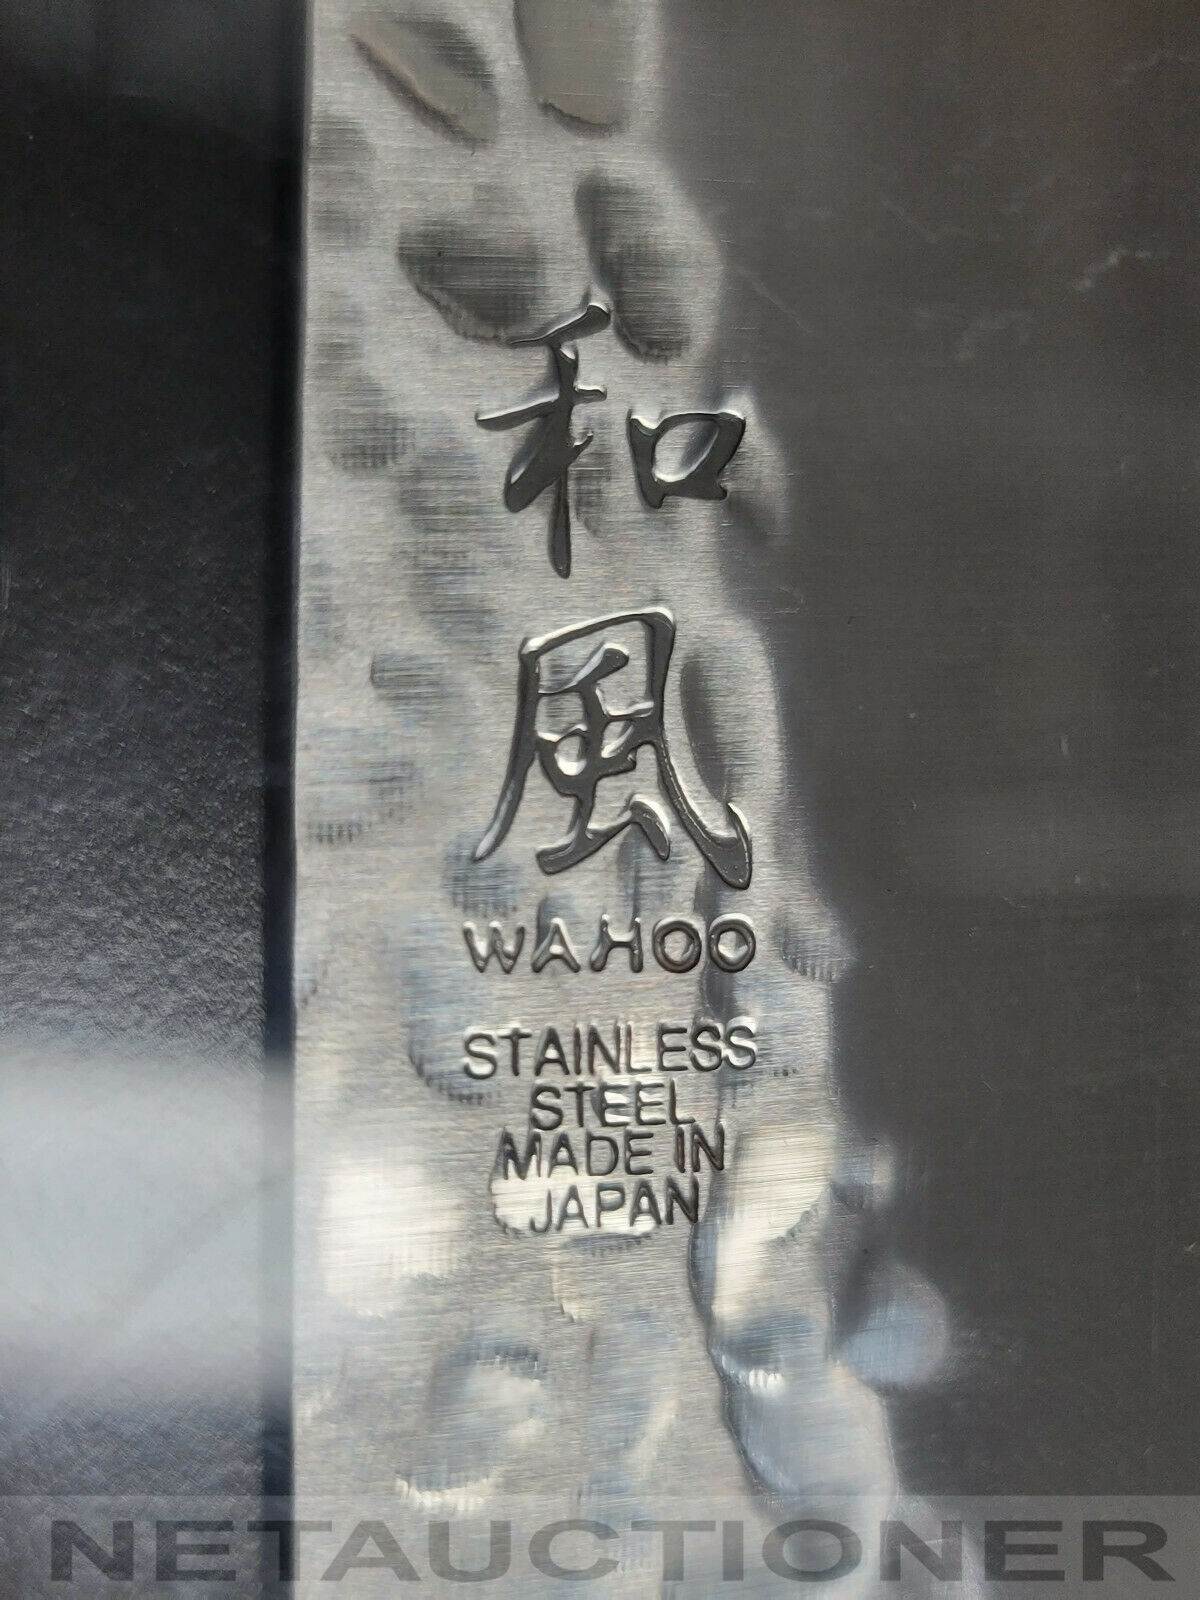 和
風
WAHOO
STAINLESS
STEEL
MADE IN
JAPAN
NETAUCTIONER